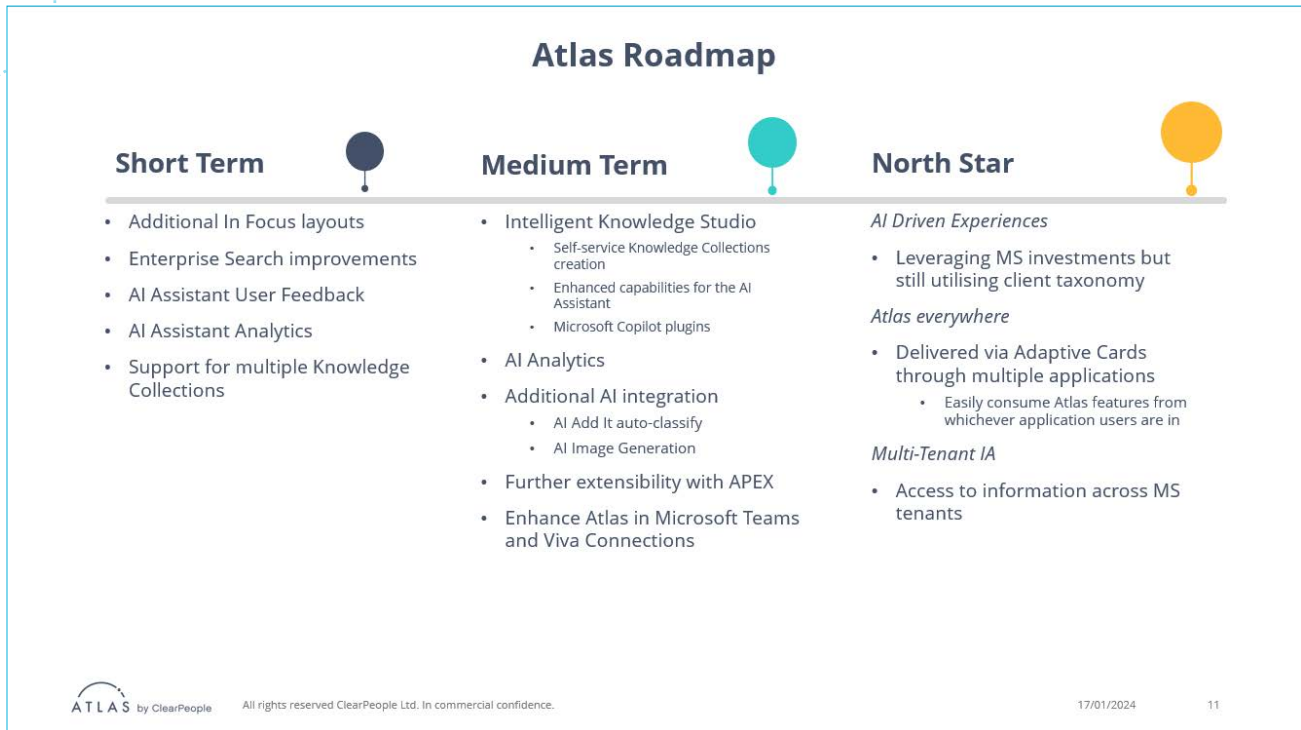 Atlas Roadmap
Short Term
• Additional In Focus layouts
• Enterprise Search improvements
• AI Assistant User Feedback
• AI Assistant Analytics
• Support for multiple Knowledge
Collections
Medium Term
• Intelligent Knowledge Studio
• Self-service Knowledge Collections
creation
• Enhanced capabilities for the AI
Assistant
• Microsoft Copilot plugins
• AI Analytics
• Additional AI integration
• AI Add It auto-classify
• AI Image Generation
• Further extensibility with APEX
• Enhance Atlas in Microsoft Teams
and Viva Connections
North Star
AI Driven Experiences
• Leveraging MS investments but
still utilising client taxonomy
Atlas everywhere
• Delivered via Adaptive Cards
through multiple applications
• Easily consume Atlas features from
whichever application users are in
Multi-Tenant IA
• Access to information across MS
tenants
ATLAS by ClearPeople
All rights reserved ClearPeople Ltd. In commercial confidence.
17/01/2024
11